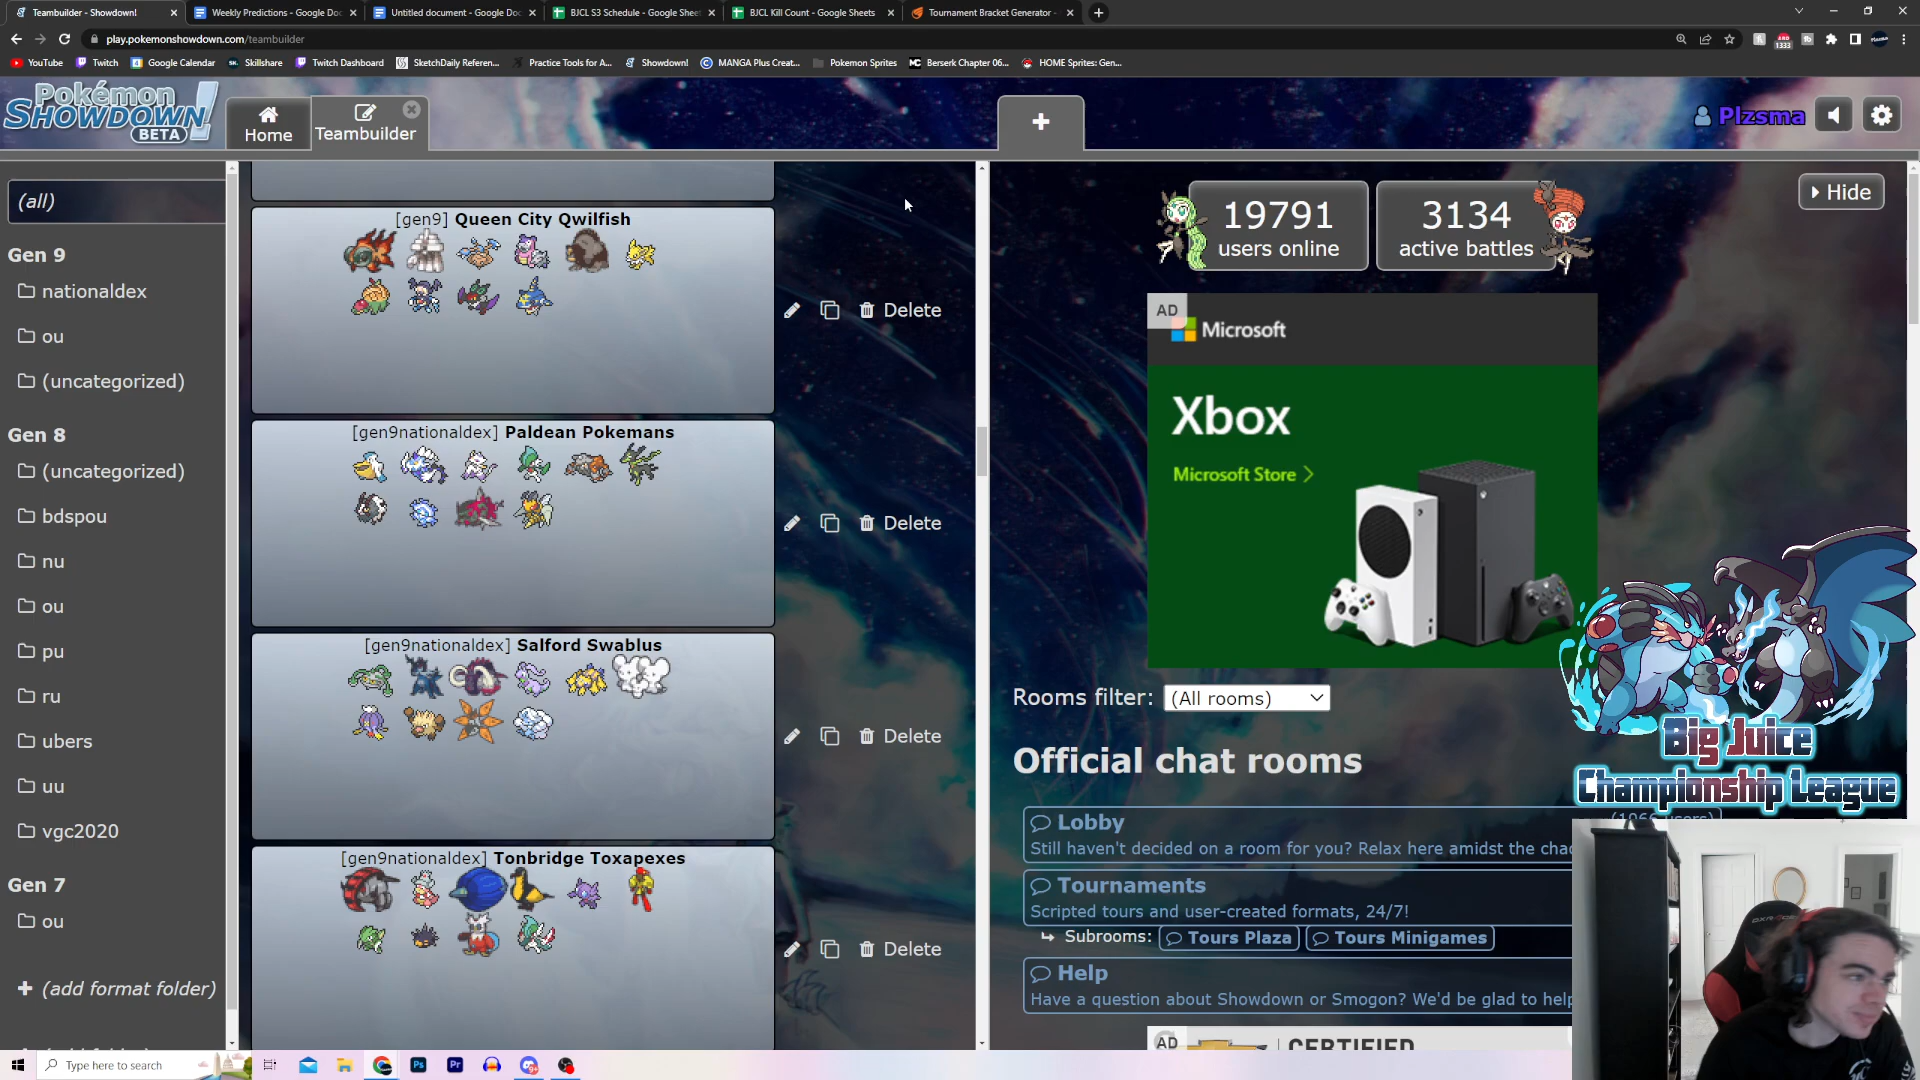 Teambuilder - Showdown!
Weekly Predictions - Google Doc
Untitled document - Google Doc
BJCL S3 Schedule - Google Sheet
BJCL Kill Count - Google Sheets
Tournament Bracket Generator -
play.pokemonshowdown.com/teambuilder
1333
YouTube
Twitch
Google Calendar
Skillshare
Twitch Dashboard
SketchDaily Referen...
Practice Tools for A...
Showdown!
MANGA Plus Creat...
Pokemon Sprites
Berserk Chapter 06...
HOME Sprites: Gen...
Pokémon
SHOWDOWN!
BETA
Home
Teambuilder
Plzsma
(all)
Gen 9
nationaldex
ou
(uncategorized)
Gen 8
(uncategorized)
bdspou
nu
ou
pu
ru
ubers
uu
vgc2020
Gen 7
ou
(add format folder)
[gen9] Queen City Qwilfish
Delete
[gen9nationaldex] Paldean Pokemans
Delete
[gen9nationaldex] Salford Swablus
Delete
[gen9nationaldex] Tonbridge Toxapexes
Delete
19791
users online
3134
active battles
Hide
AD
Microsoft
Xbox
Microsoft Store
Rooms filter: (All rooms)
Official chat rooms
Lobby
Still haven't decided on a room for you? Relax here amidst the cha
Tournaments
Scripted tours and user-created formats, 24/7!
Subrooms: Tours Plaza Tours Minigames
Help
Have a question about Showdown or Smogon? We'd be glad to help
AD
CERTIFIED
Big Juice
Championship League
Type here to search